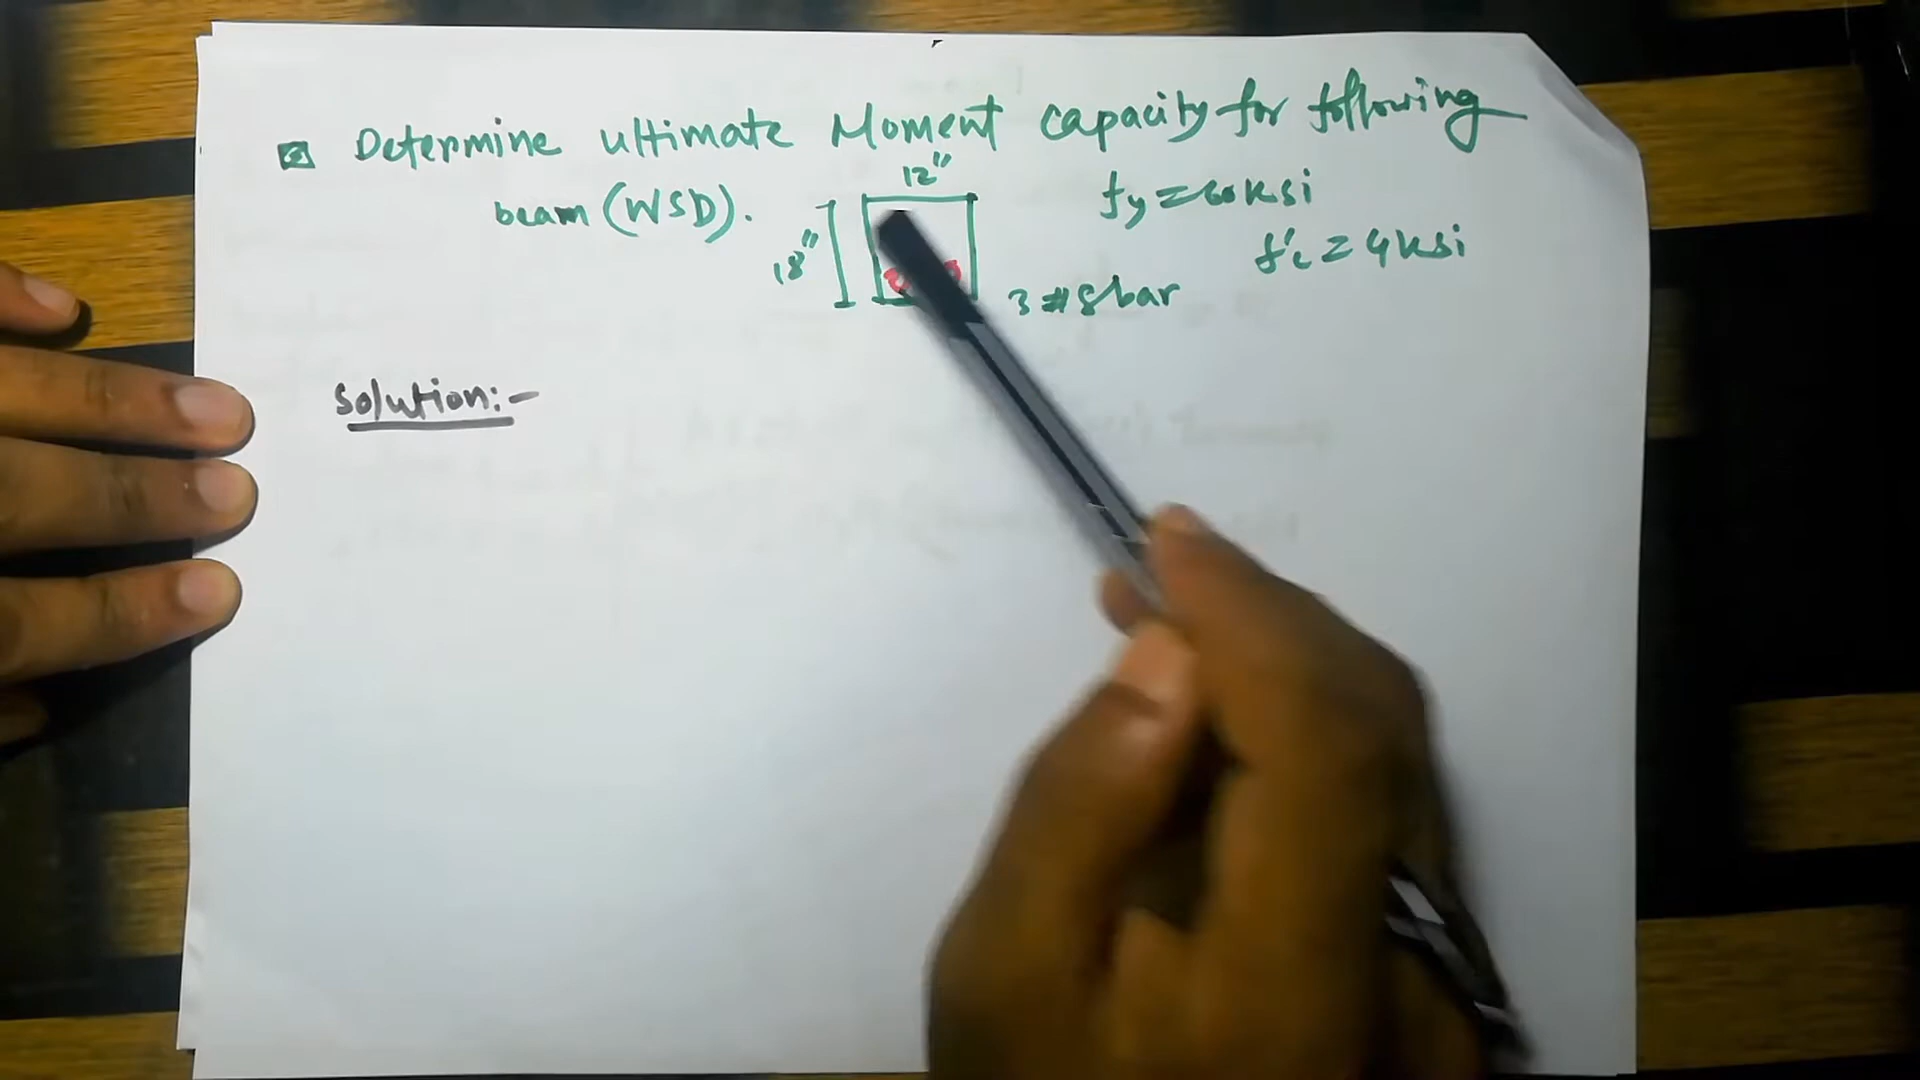 Determine ultimate Moment capacity for following
beam (WSD).
12"
18"
fy = 60 ksi
f'c = 4 ksi
3 #8 bar
Solution:-